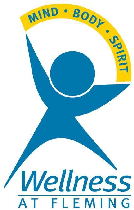 MIND • BODY • SPIRIT
Wellness
AT FLEMING